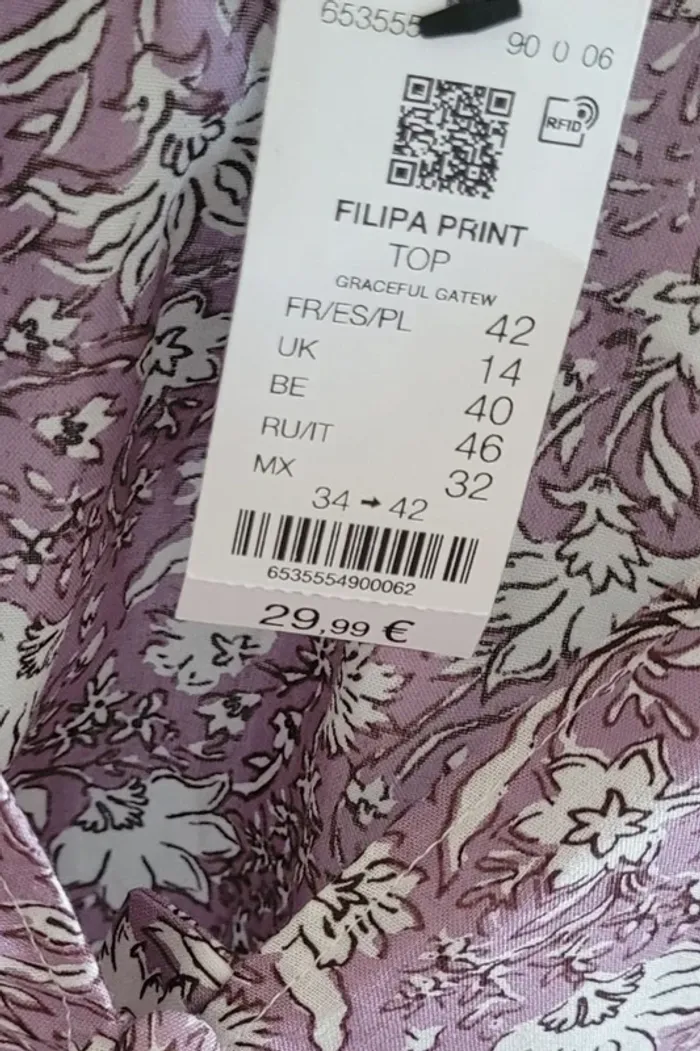 653555
90 0 06
RFID
FILIPA PRINT
TOP
GRACEFUL GATEW
FR/ES/PL 42
UK 14
BE 40
RU/IT 46
MX 32
34 → 42
6535554900062
29,99 €